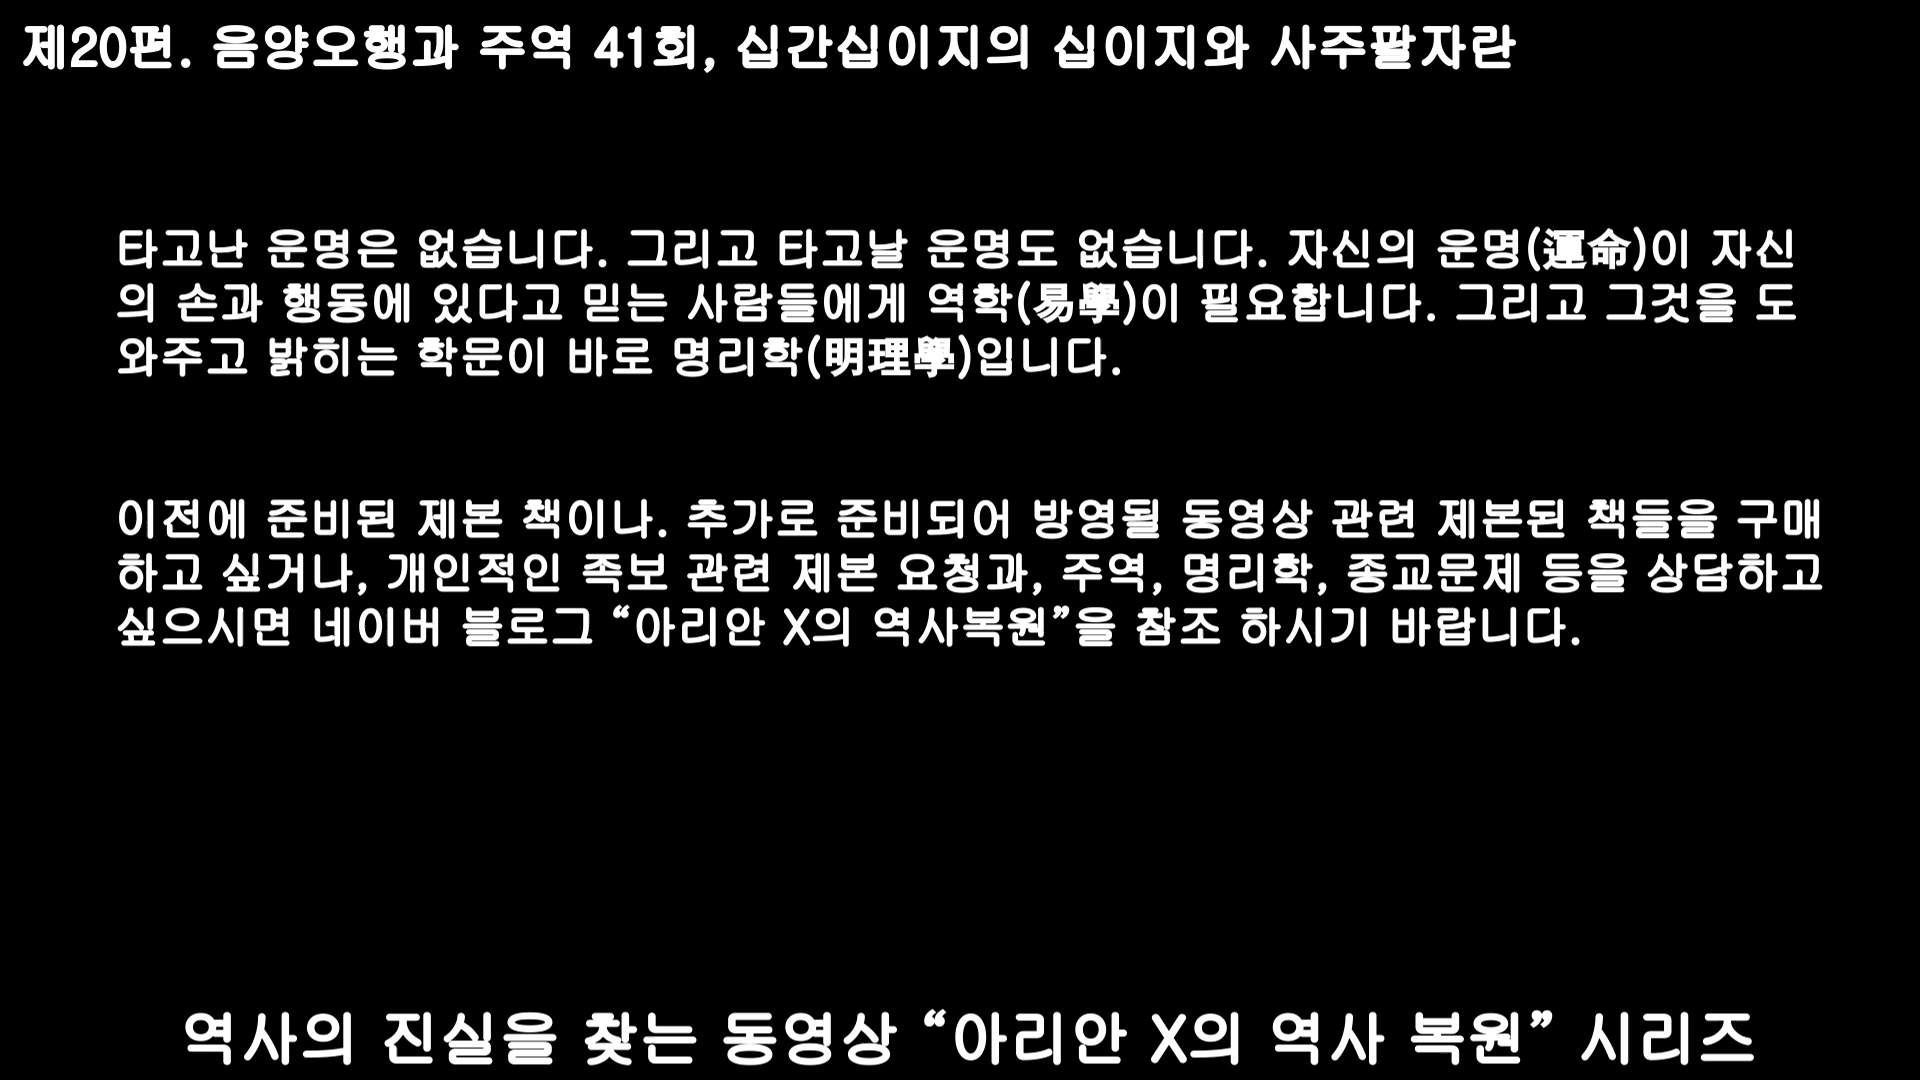 제20편. 음양오행과 주역 41회, 십간십이지의 십이지와 사주팔자란
타고난 운명은 없습니다. 그리고 타고날 운명도 없습니다. 자신의 운명(運命)이 자신
의 손과 행동에 있다고 믿는 사람들에게 역학(易學)이 필요합니다. 그리고 그것을 도
와주고 밝히는 학문이 바로 명리학(明理學)입니다.
이전에 준비된 제본 책이나. 추가로 준비되어 방영될 동영상 관련 제본된 책들을 구매
하고 싶거나, 개인적인 족보 관련 제본 요청과, 주역, 명리학, 종교문제 등을 상담하고
싶으시면 네이버 블로그 “아리안 X의 역사복원”을 참조 하시기 바랍니다.
역사의 진실을 찾는 동영상 “아리안 X의 역사 복원” 시리즈